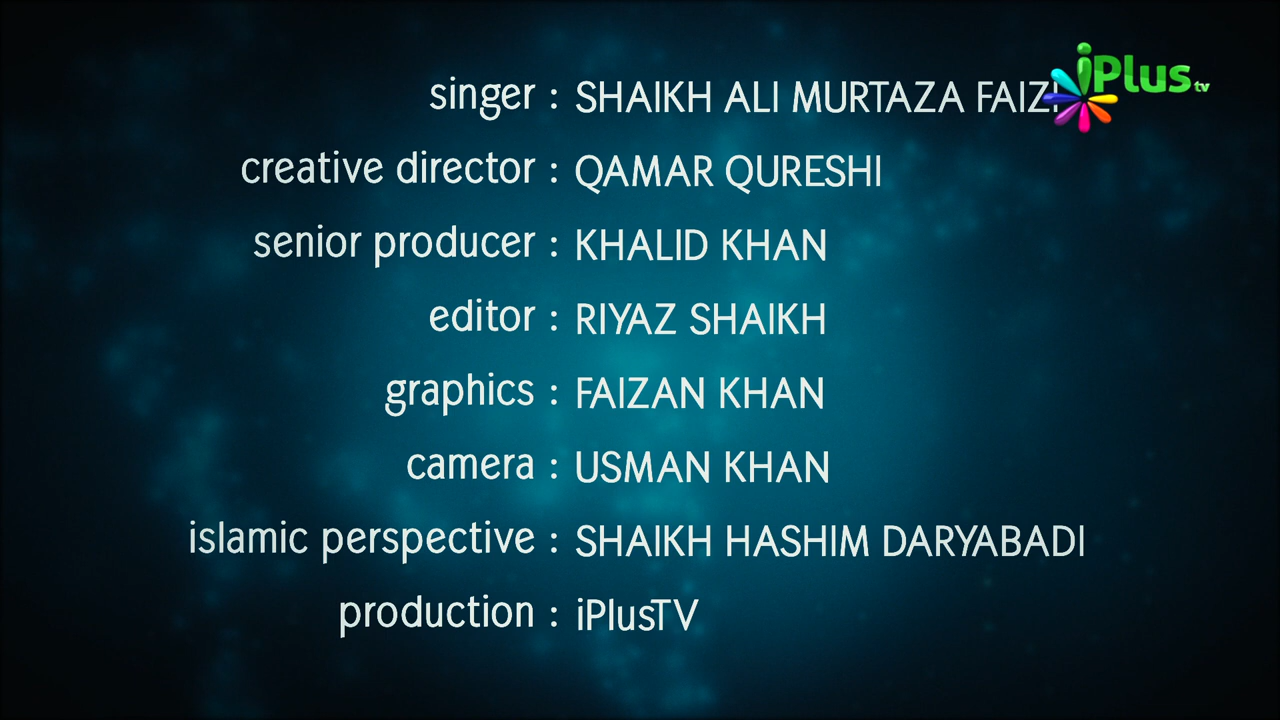 singer : SHAIKH ALI MURTAZA FAIZI
creative director : QAMAR QURESHI
senior producer : KHALID KHAN
editor : RIYAZ SHAIKH
graphics : FAIZAN KHAN
camera : USMAN KHAN
islamic perspective : SHAIKH HASHIM DARYABADI
production : iPlusTV
iPlus tv